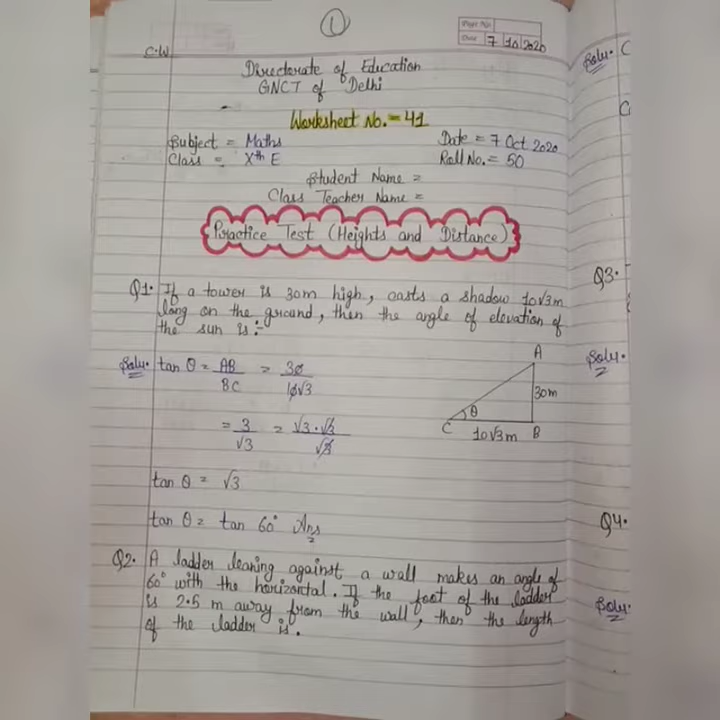 1
Page No.
Date 7 10 2020
C.W
Directorate of Education
GNCT of Delhi
Worksheet No. = 41
Subject = Maths
Date = 7 Oct 2020
Class = Xth E
Roll No. = 50
Student Name =
Class Teacher Name =
Practice Test (Heights and Distance)
Q1. If a tower is 30m high, casts a shadow 10√3m
long on the ground, then the angle of elevation of
the sun is :-
Solu. tan θ = AB/BC = 30/10√3
= 3/√3 = √3.√3/√3
tan θ = √3
tan θ = tan 60° Ans
A
30m
θ
C 10√3m B
Q2. A ladder leaning against a wall makes an angle of
60° with the horizontal. If the foot of the ladder
is 2.5 m away from the wall, then the length
of the ladder is.
Solu. C
C
Q3.
Solu.
Q4.
Solu.